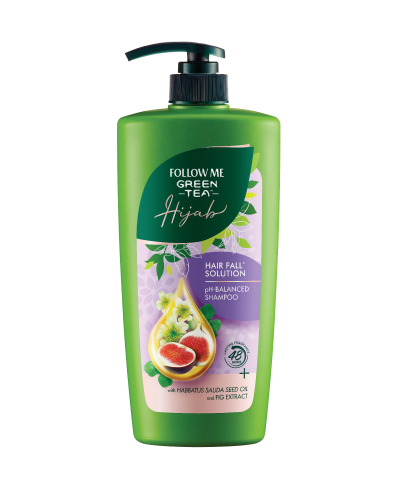 FOLLOW ME
GREEN
TEA
Hijab
HAIR FALL*
SOLUTION
pH-BALANCED
SHAMPOO
48
HOURS
with HABBATUS SAUDA SEED OIL
and FIG EXTRACT